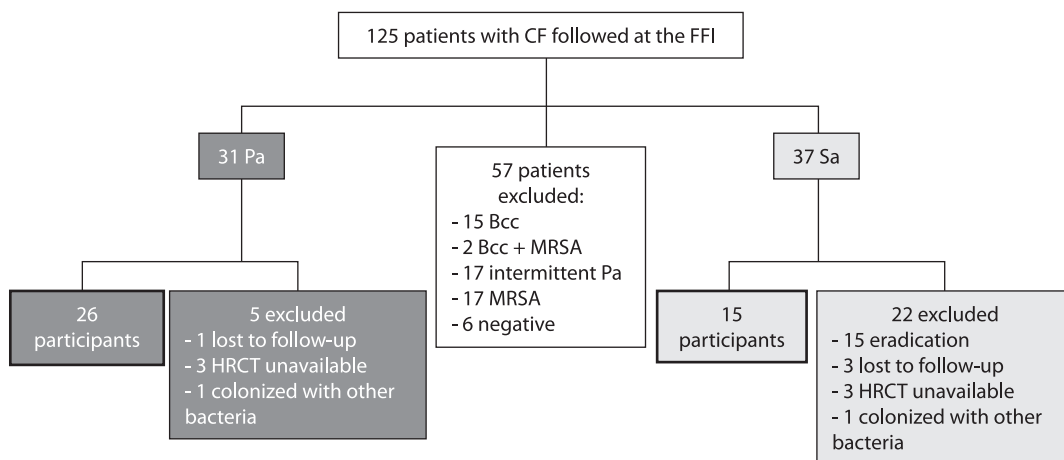 125 patients with CF followed at the FFI
31 Pa
57 patients
excluded:
- 15 Bcc
- 2 Bcc + MRSA
- 17 intermittent Pa
- 17 MRSA
- 6 negative
37 Sa
26
participants
5 excluded
- 1 lost to follow-up
- 3 HRCT unavailable
- 1 colonized with other
bacteria
15
participants
22 excluded
- 15 eradication
- 3 lost to follow-up
- 3 HRCT unavailable
- 1 colonized with other
bacteria